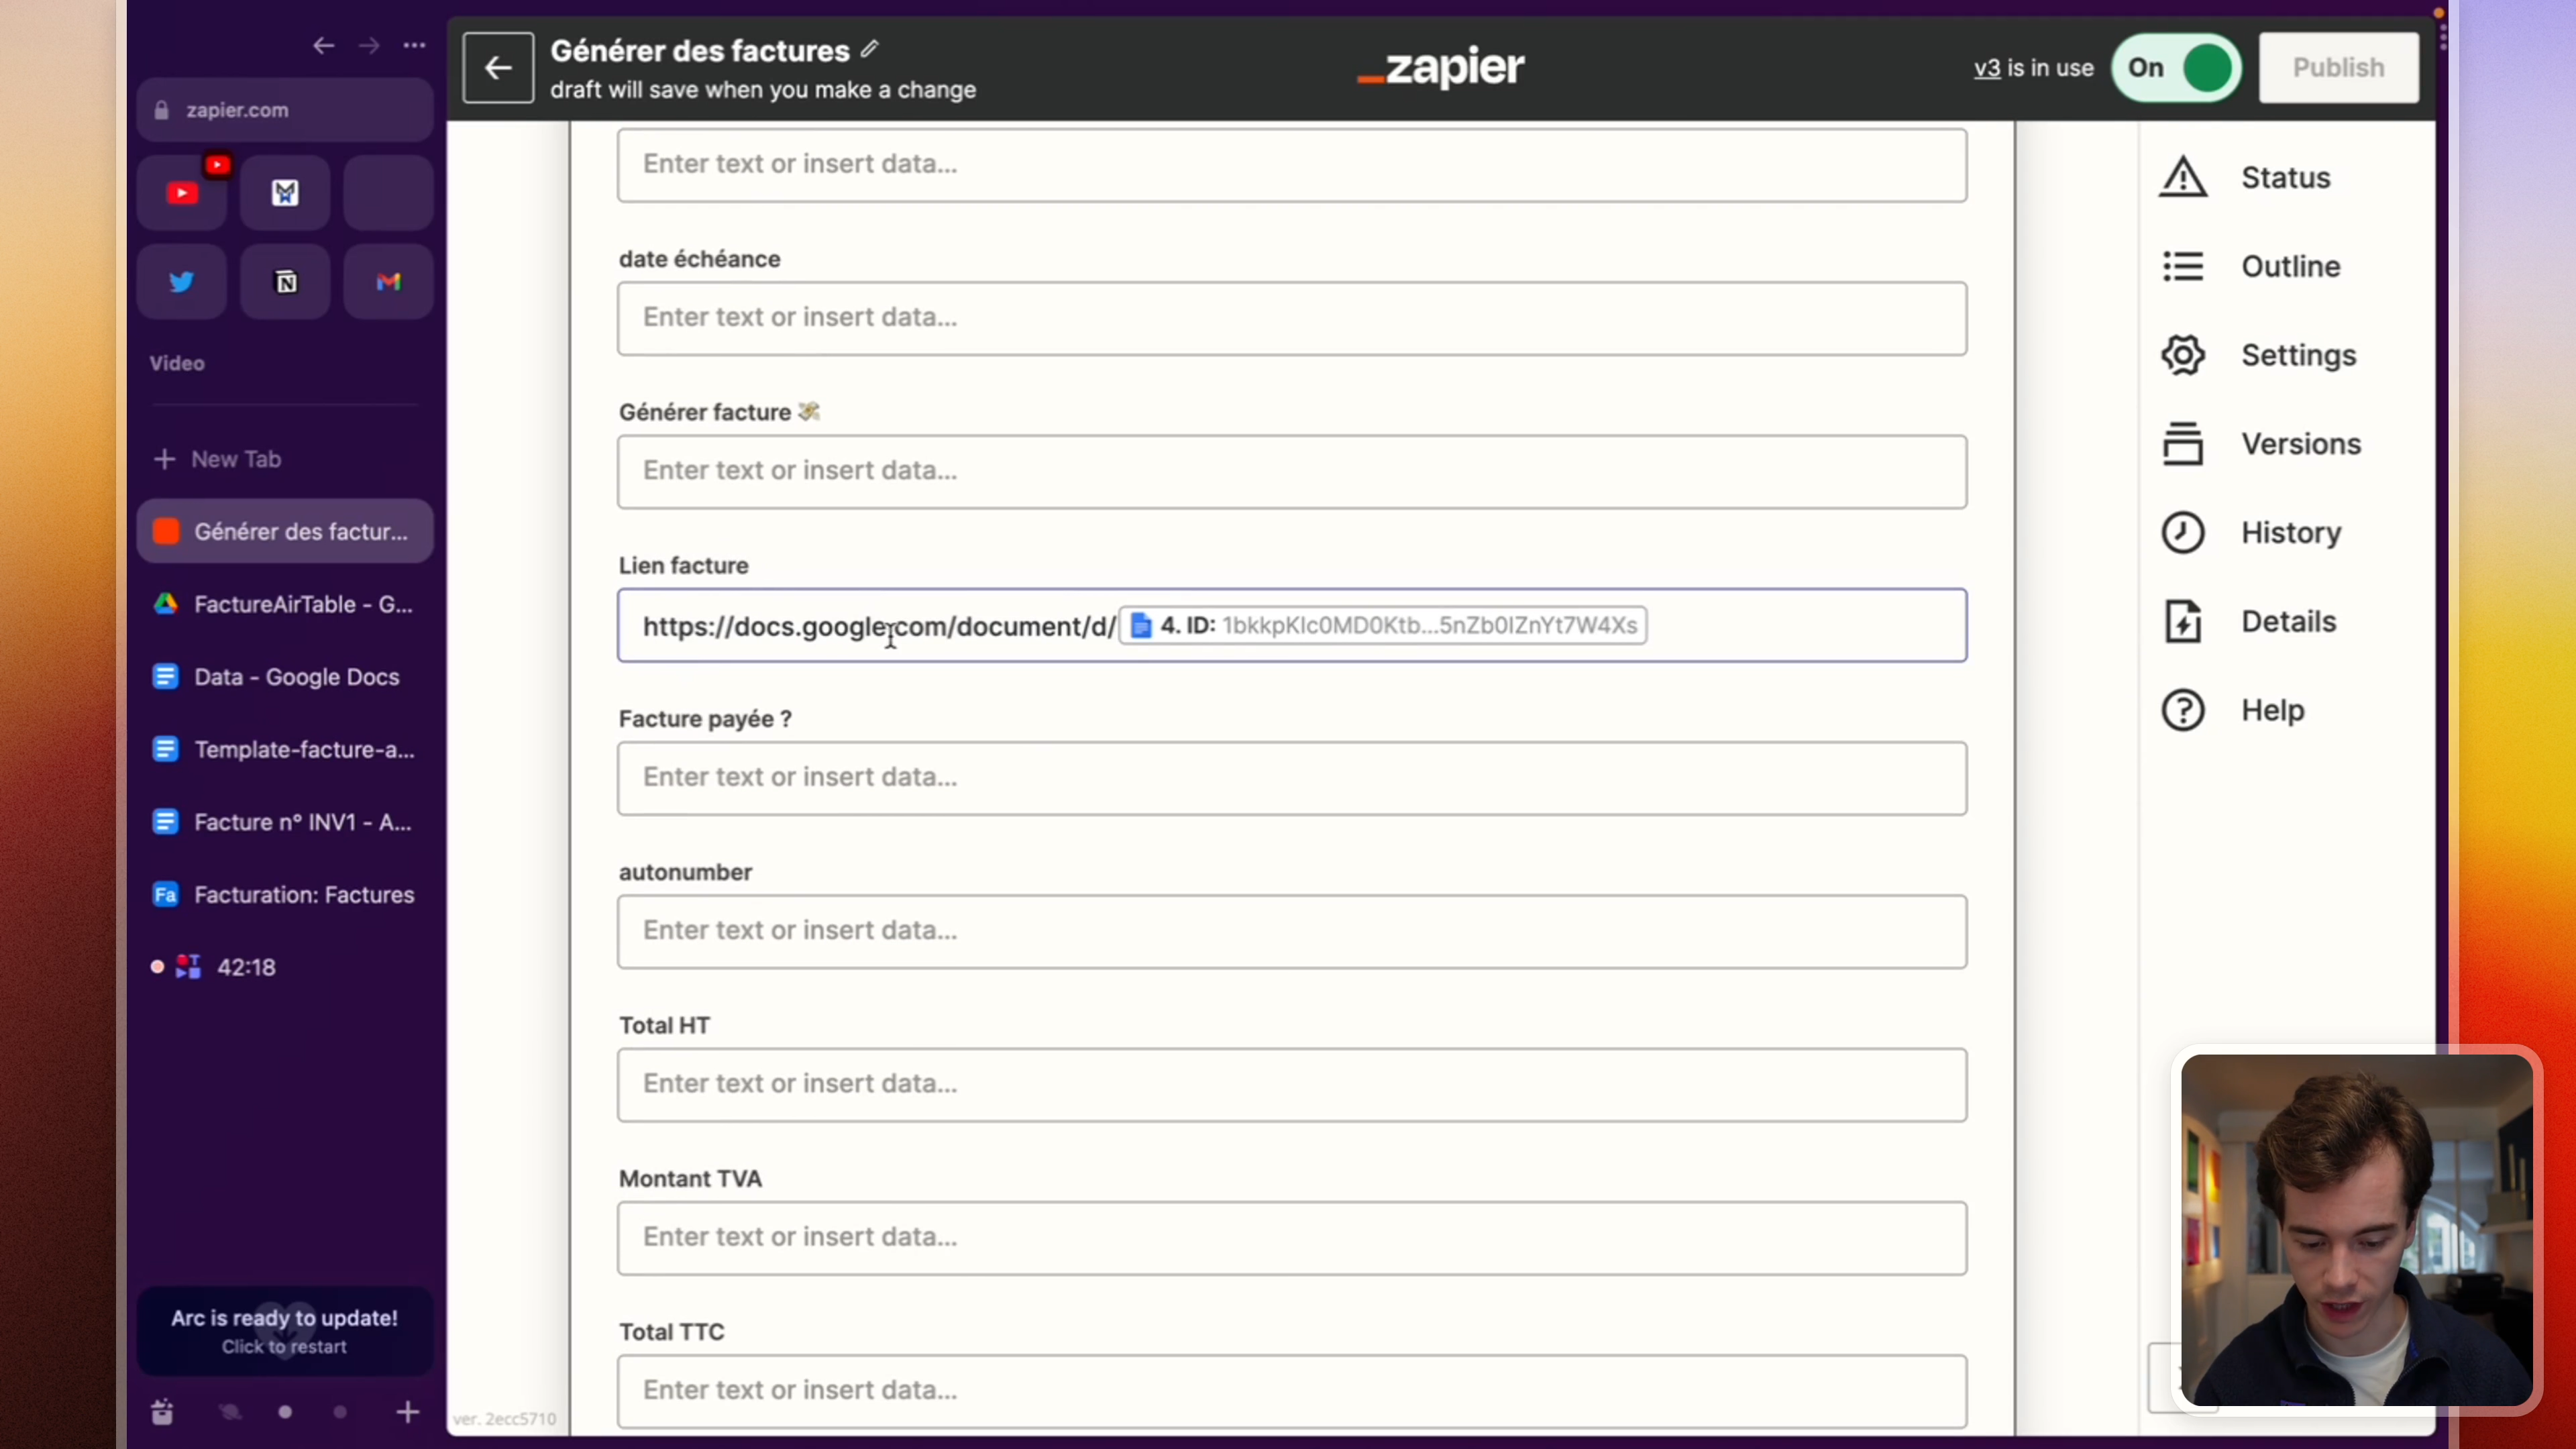 zapier.com
Video
New Tab
Générer des factur...
FactureAirTable - G...
Data - Google Docs
Template-facture-a...
Facture n° INV1 - A...
Fa
Facturation: Factures
42:18
Arc is ready to update!
Click to restart
Générer des factures
draft will save when you make a change
_zapier
v3 is in use
On
Publish
Enter text or insert data...
date échéance
Enter text or insert data...
Générer facture 💸
Enter text or insert data...
Lien facture
https://docs.google.com/document/d/ 4. ID: 1bkkpKlc0MD0Ktb...5nZb0IZnYt7W4Xs
Facture payée ?
Enter text or insert data...
autonumber
Enter text or insert data...
Total HT
Enter text or insert data...
Montant TVA
Enter text or insert data...
Total TTC
Enter text or insert data...
ver. 2ecc5710
Status
Outline
Settings
Versions
History
Details
Help